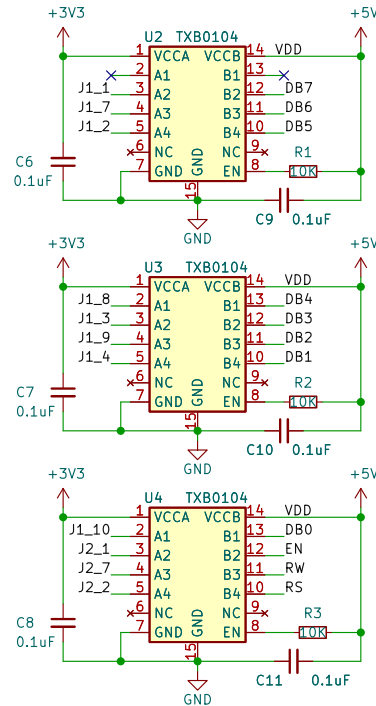 +3V3 +5V
U2 TXB0104
1 VCCA VCCB 14 VDD
2 A1 B1 13
J1_1 3 A2 B2 12 DB7
J1_7 4 A3 B3 11 DB6
J1_2 5 A4 B4 10 DB5
6 NC NC 9
7 GND GND EN 8 R1 10K
15
C6 0.1uF
C9 0.1uF
GND
+3V3 +5V
U3 TXB0104
1 VCCA VCCB 14 VDD
J1_8 2 A1 B1 13 DB4
J1_3 3 A2 B2 12 DB3
J1_9 4 A3 B3 11 DB2
J1_4 5 A4 B4 10 DB1
6 NC NC 9
7 GND GND EN 8 R2 10K
15
C7 0.1uF
C10 0.1uF
GND
+3V3 +5V
U4 TXB0104
1 VCCA VCCB 14 VDD
J1_10 2 A1 B1 13 DB0
J2_1 3 A2 B2 12 EN
J2_7 4 A3 B3 11 RW
J2_2 5 A4 B4 10 RS
6 NC NC 9
7 GND GND EN 8 R3 10K
15
C8 0.1uF
C11 0.1uF
GND